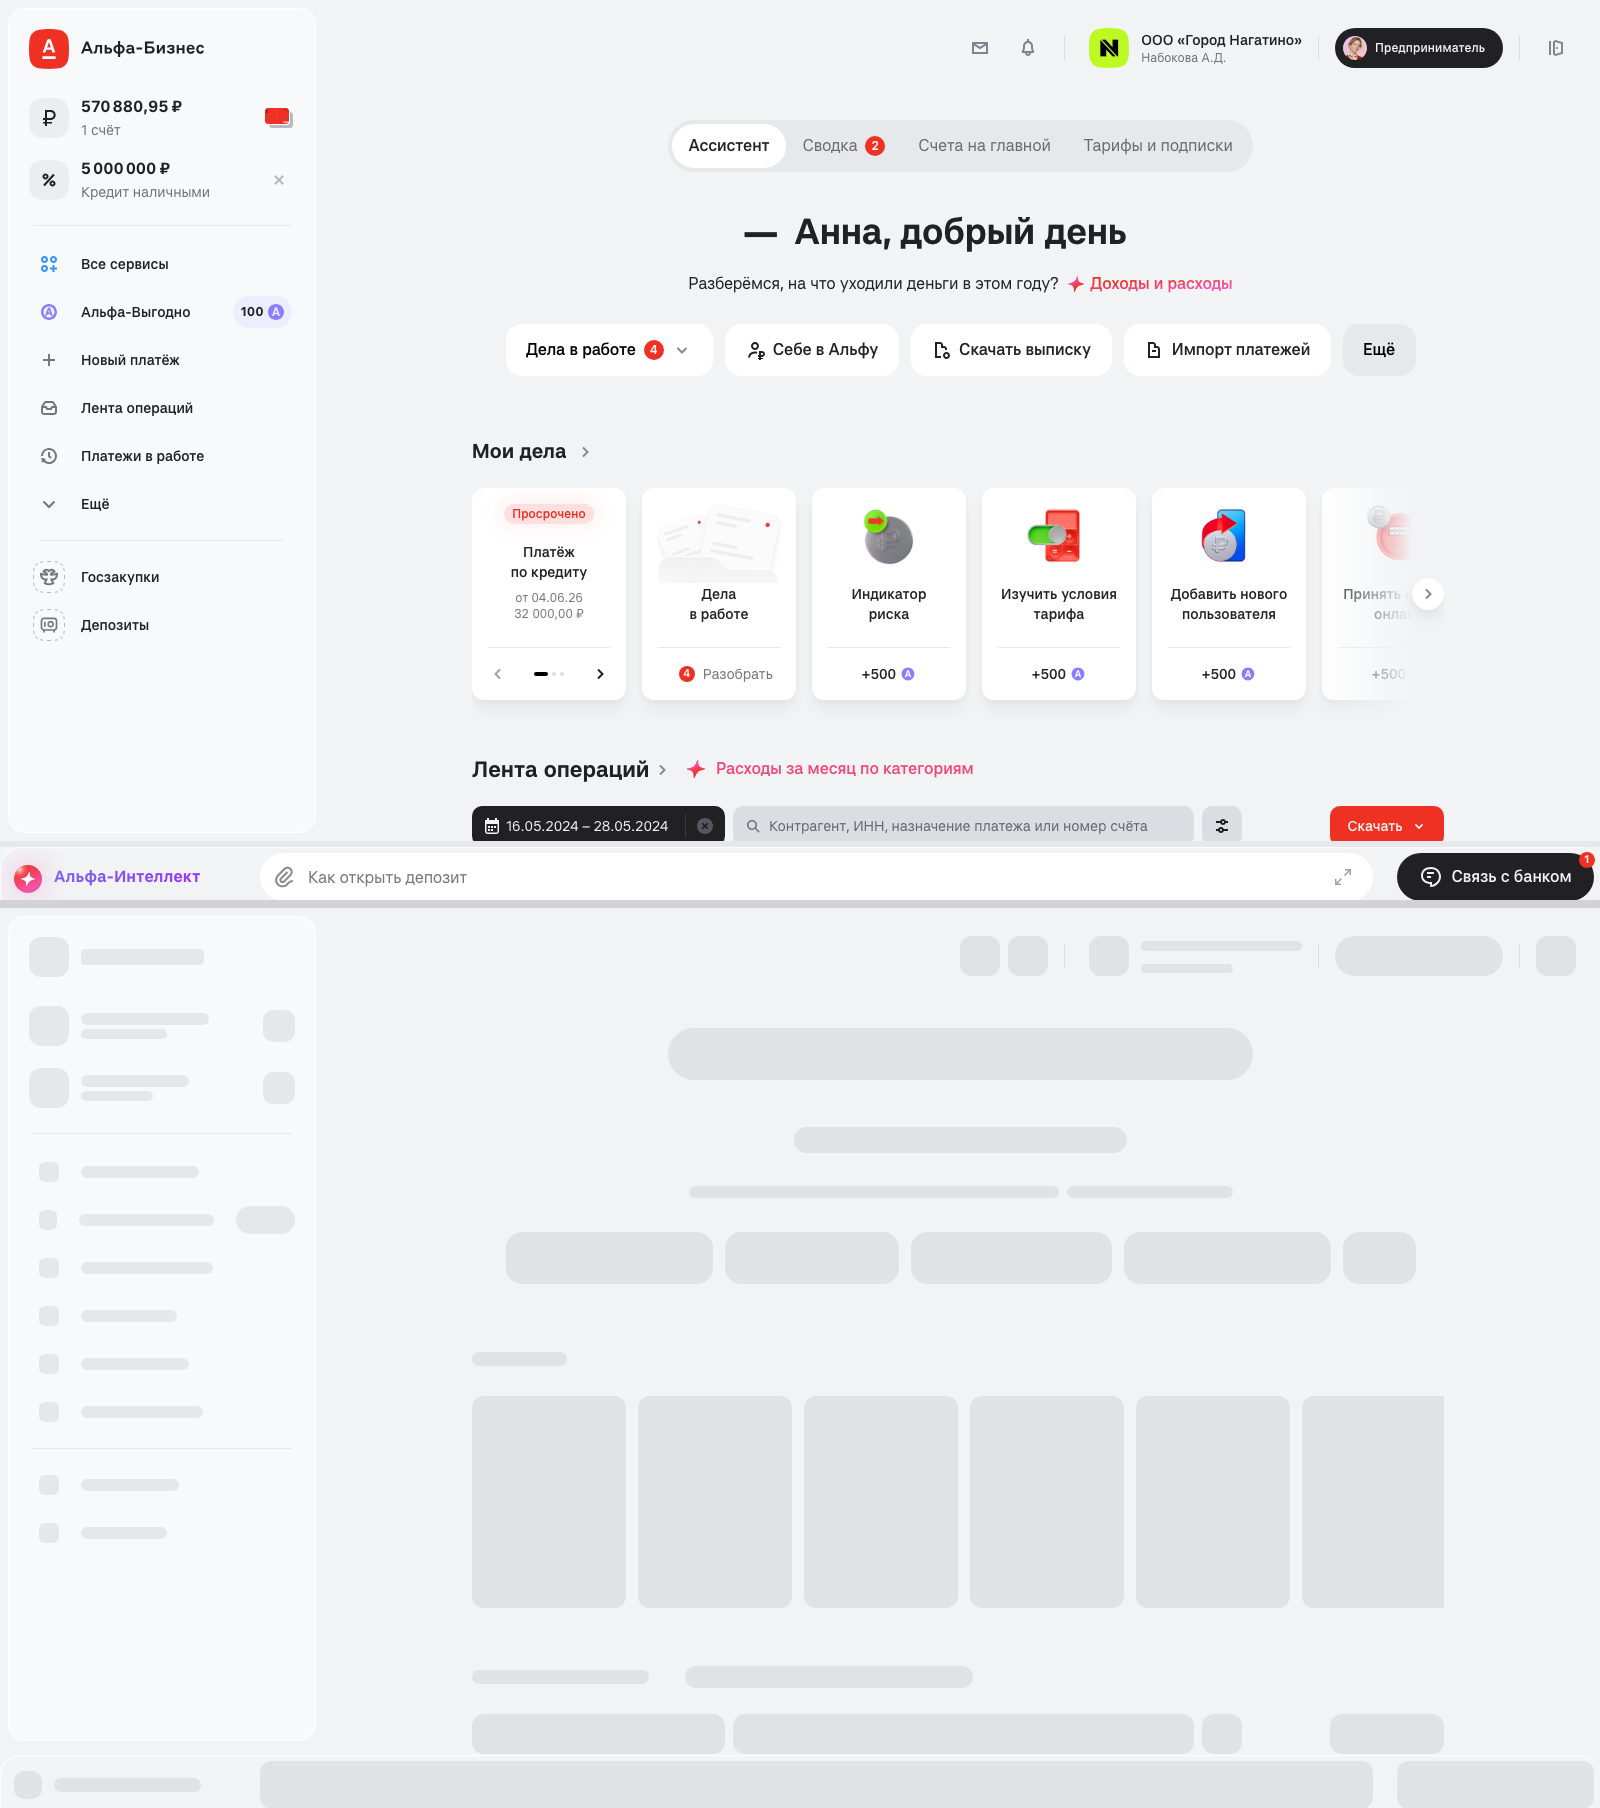 Альфа-Бизнес
570 880,95 ₽
1 счёт
5 000 000 ₽
Кредит наличными
Все сервисы
Альфа-Выгодно
100
Новый платёж
Лента операций
Платежи в работе
Ещё
Госзакупки
Депозиты
ООО «Город Нагатино»
Набокова А.Д.
Предприниматель
Ассистент
Сводка 2
Счета на главной
Тарифы и подписки
— Анна, добрый день
Разберёмся, на что уходили деньги в этом году? Доходы и расходы
Дела в работе 4
Себе в Альфу
Скачать выписку
Импорт платежей
Ещё
Мои дела
Просрочено
Платёж
по кредиту
от 04.06.26
32 000,00 ₽
Дела
в работе
4 Разобрать
Индикатор
риска
+500
Изучить условия
тарифа
+500
Добавить нового
пользователя
+500
Принять
+500
Лента операций
Расходы за месяц по категориям
16.05.2024 – 28.05.2024
Контрагент, ИНН, назначение платежа или номер счёта
Скачать
Альфа-Интеллект
Как открыть депозит
Связь с банком
1